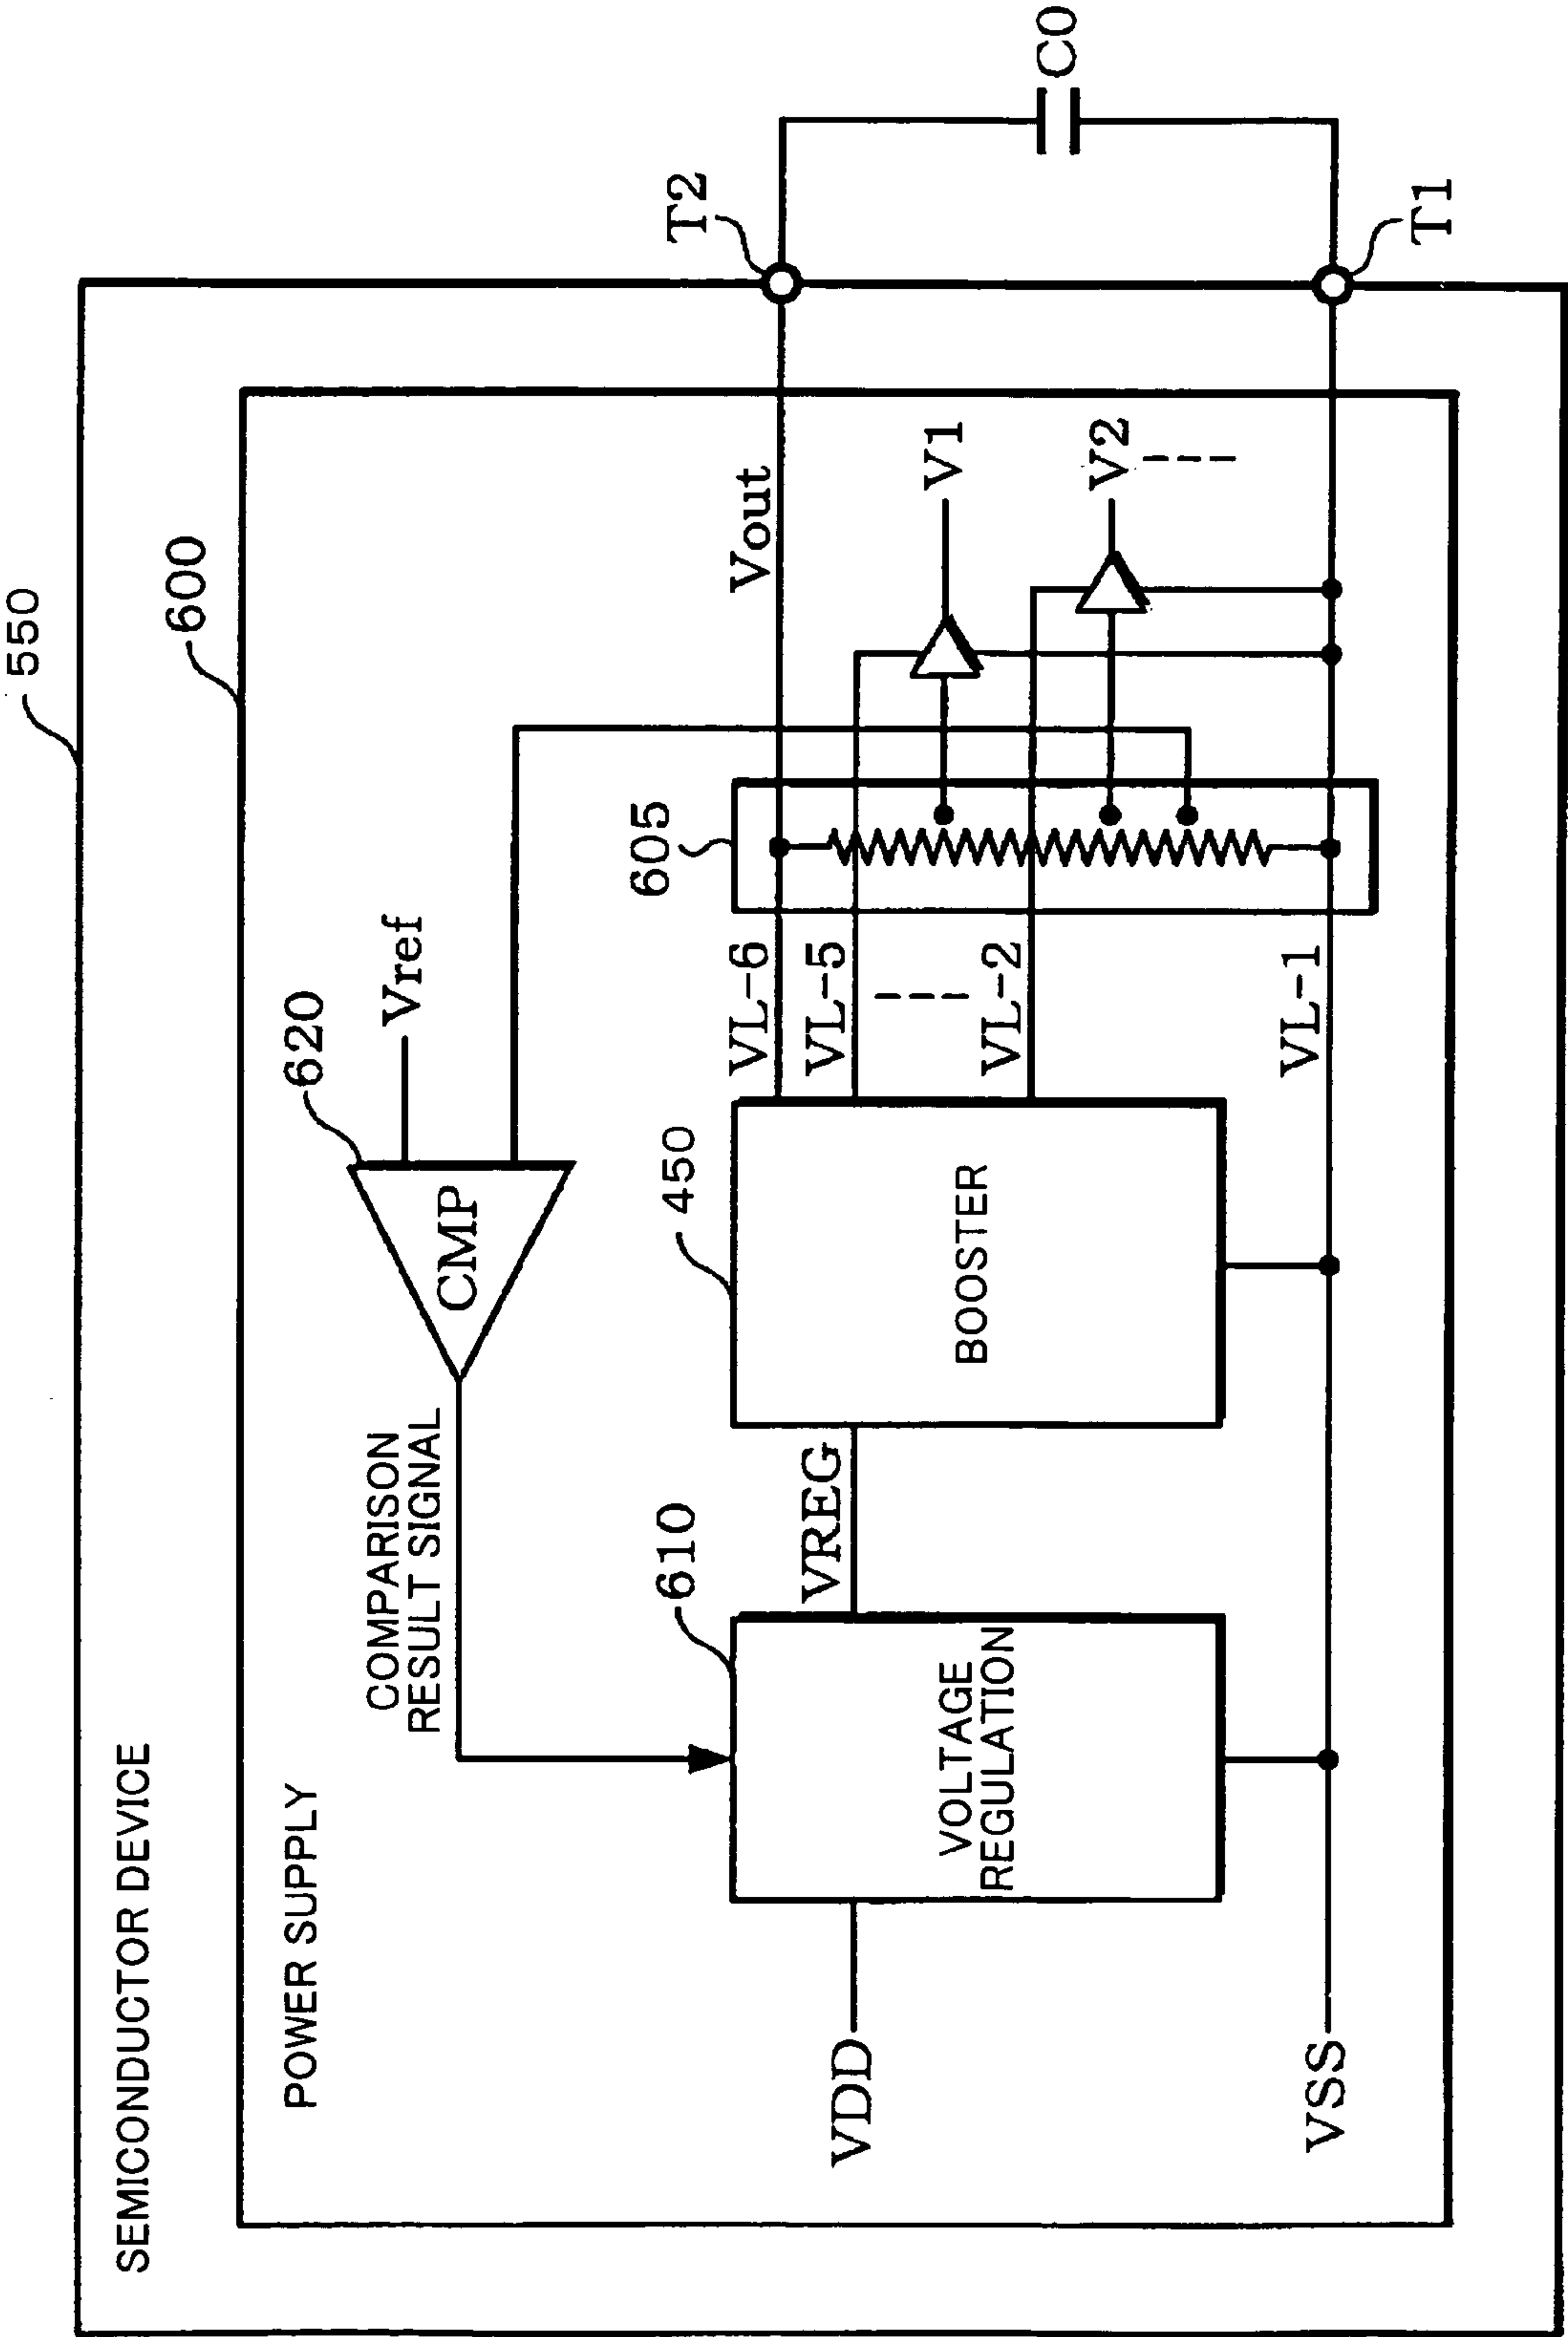 550
SEMICONDUCTOR DEVICE
600
POWER SUPPLY
620
Vref
CMP
COMPARISON
RESULT SIGNAL
605
T2
Vout
VL-6
VL-5
VL-2
VL-1
V1
V2
C0
610
VREG
450
VDD
VOLTAGE
REGULATION
BOOSTER
VSS
T1